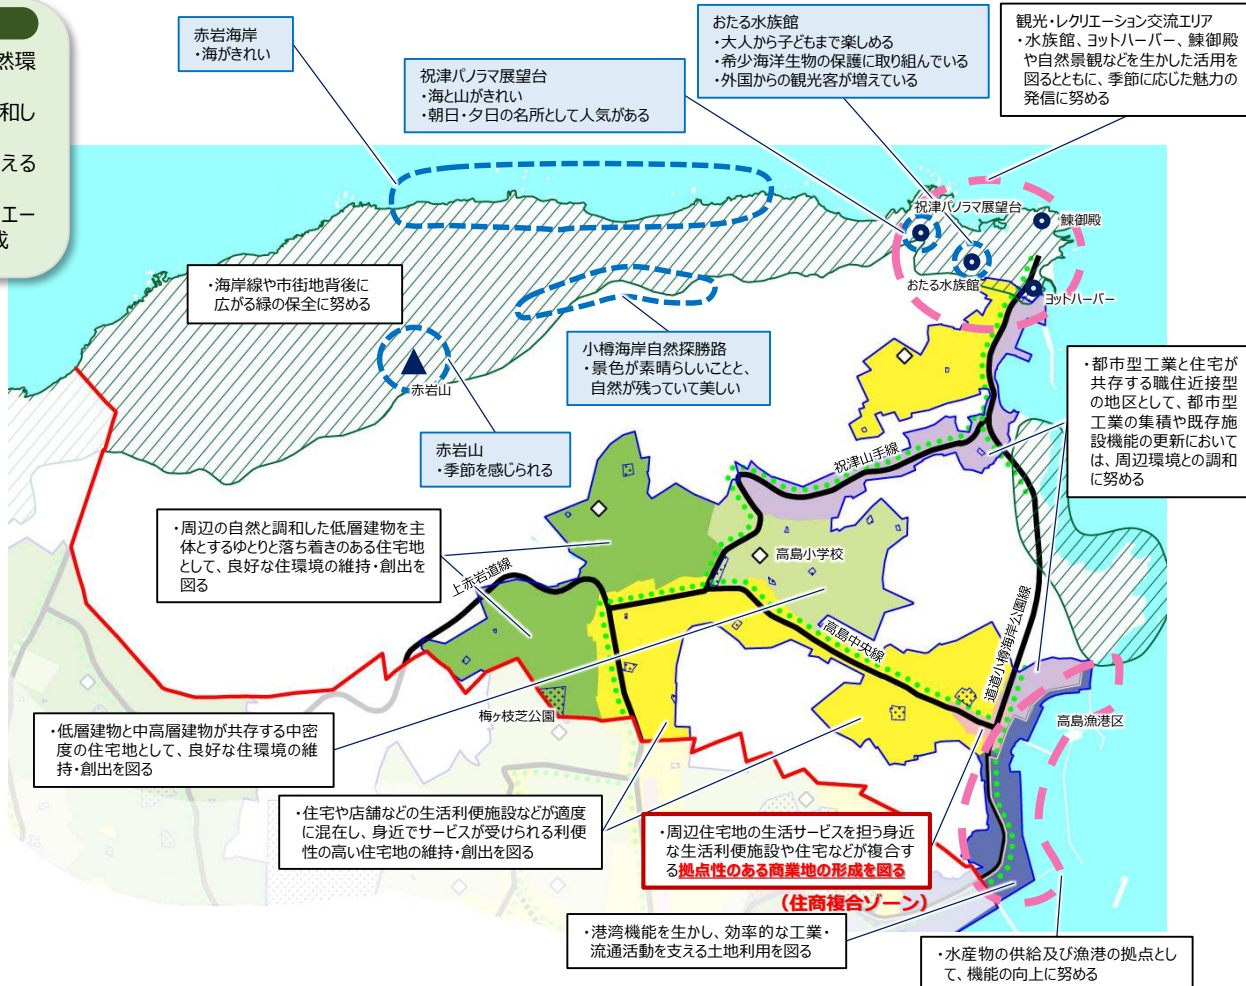 然環
和し
える
エー
成
赤岩海岸
・海がきれい
祝津パノラマ展望台
・海と山がきれい
・朝日・夕日の名所として人気がある
おたる水族館
・大人から子どもまで楽しめる
・希少海洋生物の保護に取り組んでいる
・外国からの観光客が増えている
観光・レクリエーション交流エリア
・水族館、ヨットハーバー、鰊御殿
や自然景観などを生かした活用を
図るとともに、季節に応じた魅力の
発信に努める
祝津パノラマ展望台
鰊御殿
おたる水族館
ヨットハーバー
・海岸線や市街地背後に
広がる緑の保全に努める
赤岩山
小樽海岸自然探勝路
・景色が素晴らしいことと、
自然が残っていて美しい
赤岩山
・季節を感じられる
・都市型工業と住宅が
共存する職住近接型
の地区として、都市型
工業の集積や既存施
設機能の更新において
は、周辺環境との調和
に努める
祝津山手線
・周辺の自然と調和した低層建物を主
体とするゆとりと落ち着きのある住宅地
として、良好な住環境の維持・創出を
図る
高島小学校
上赤岩道線
高島中央線
道道小樽海岸公園線
梅ヶ枝芝公園
高島漁港区
・低層建物と中高層建物が共存する中密
度の住宅地として、良好な住環境の維
持・創出を図る
・住宅や店舗などの生活利便施設などが適度
に混在し、身近でサービスが受けられる利便
性の高い住宅地の維持・創出を図る
・周辺住宅地の生活サービスを担う身近
な生活利便施設や住宅などが複合す
る拠点性のある商業地の形成を図る
（住商複合ゾーン）
・港湾機能を生かし、効率的な工業・
流通活動を支える土地利用を図る
・水産物の供給及び漁港の拠点とし
て、機能の向上に努める